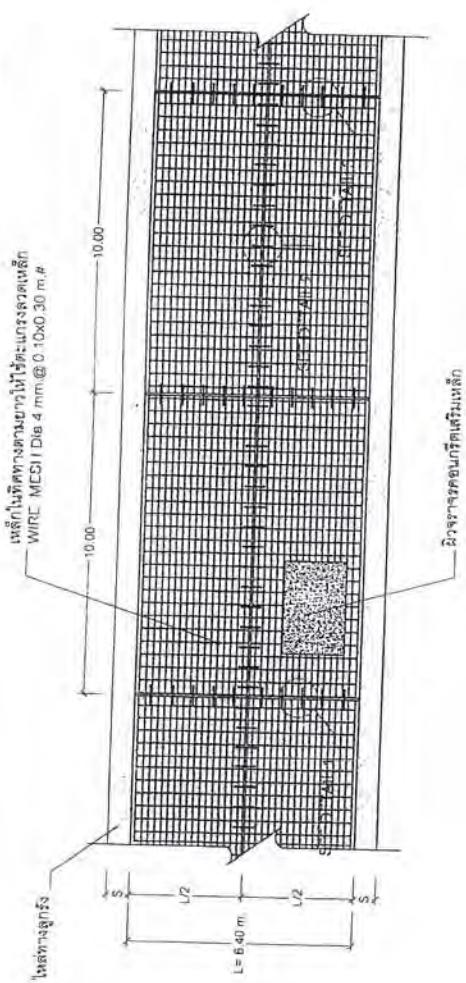 เหล็กในทิศทางตามยาวให้ใช้ตะแกรงลวดเหล็ก
WIRE MESH Dia 4 mm.@ 0.10x0.30 m.#
10.00
10.00
ไหล่ทางลูกรัง
S
L/2
L/2
S
L= 6.40 m.
ผิวจราจรคอนกรีตเสริมเหล็ก